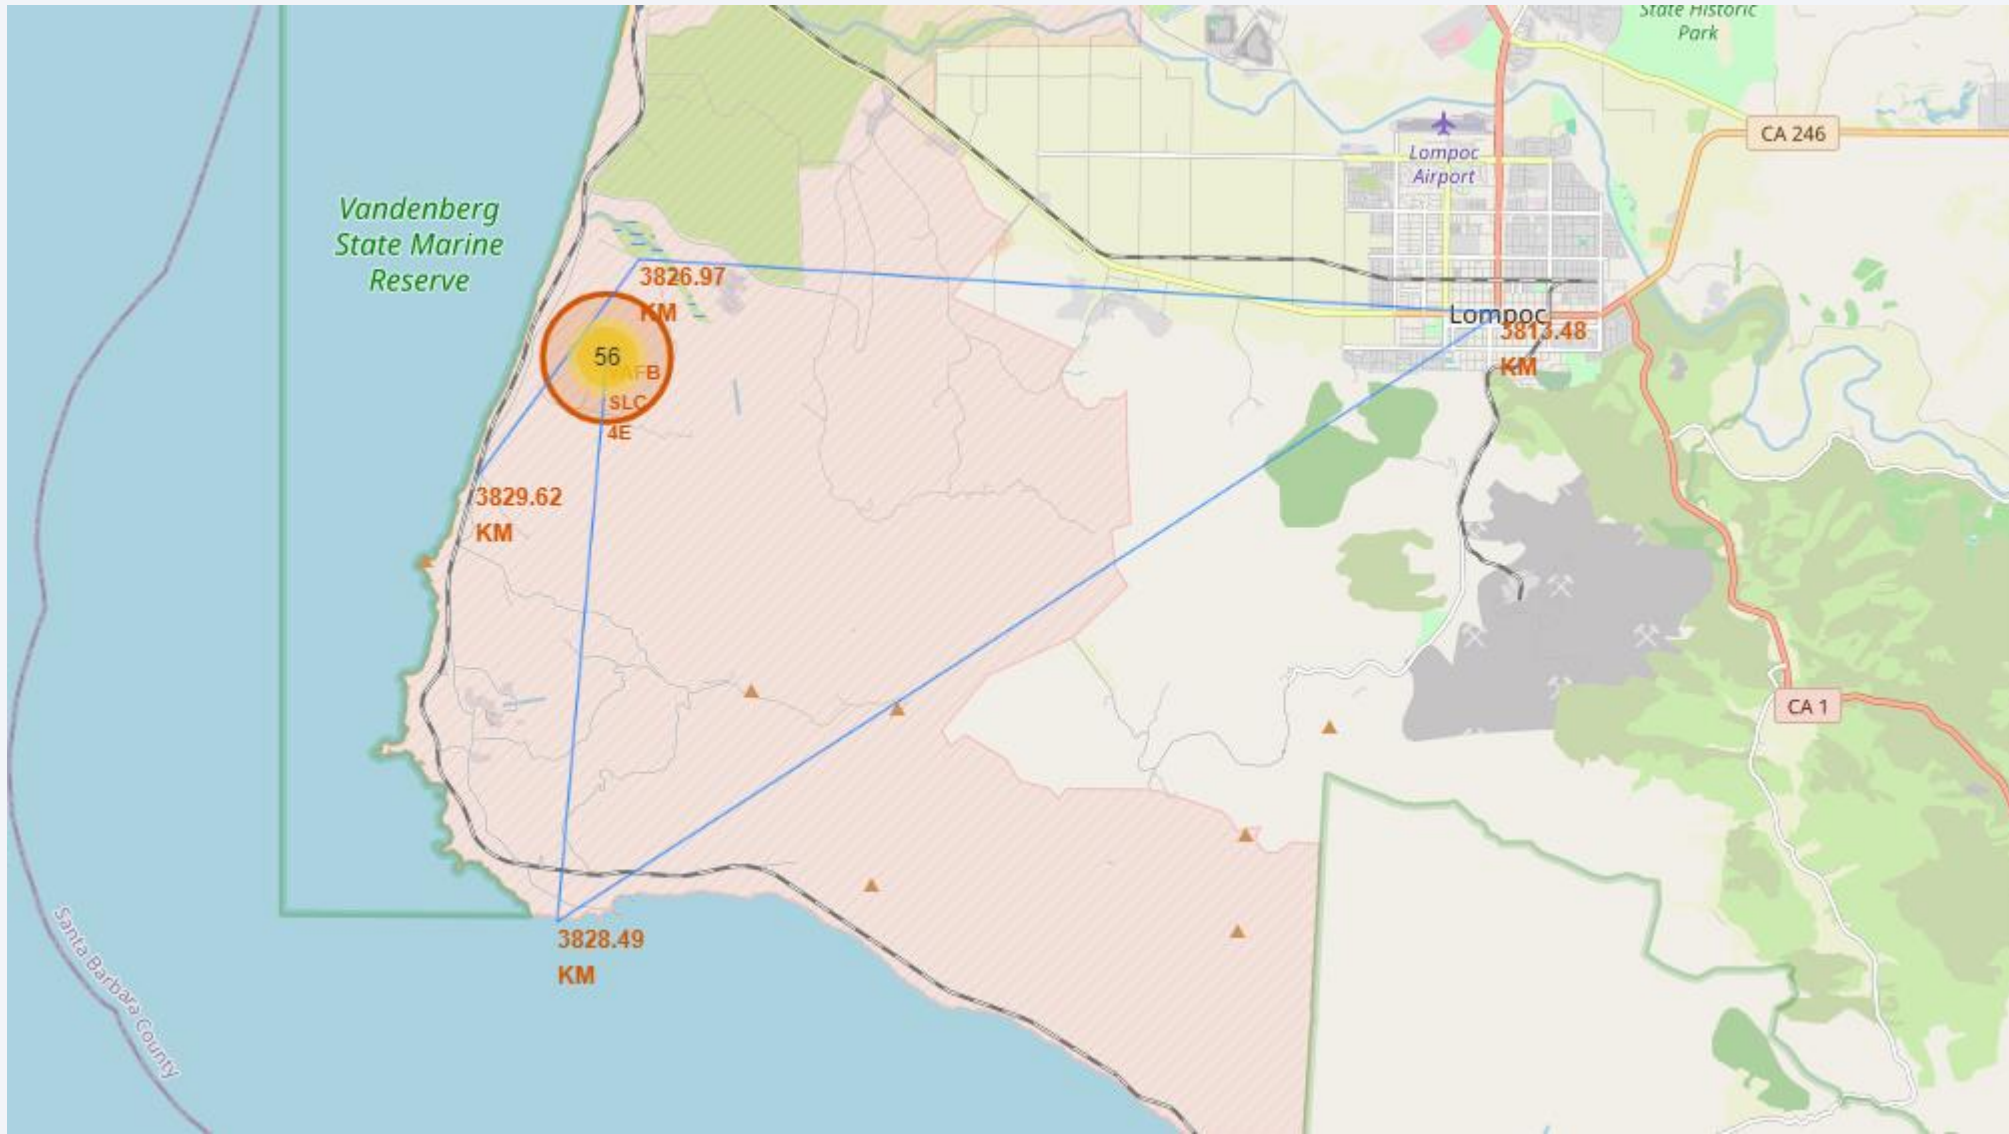 State Historic
Park
CA 246
Lompoc
Airport
Vandenberg
State Marine
Reserve
3826.97
KM
Lompoc
3813.48
KM
56
AFB
SLC
4E
3829.62
KM
CA 1
3828.49
KM
Santa Barbara County